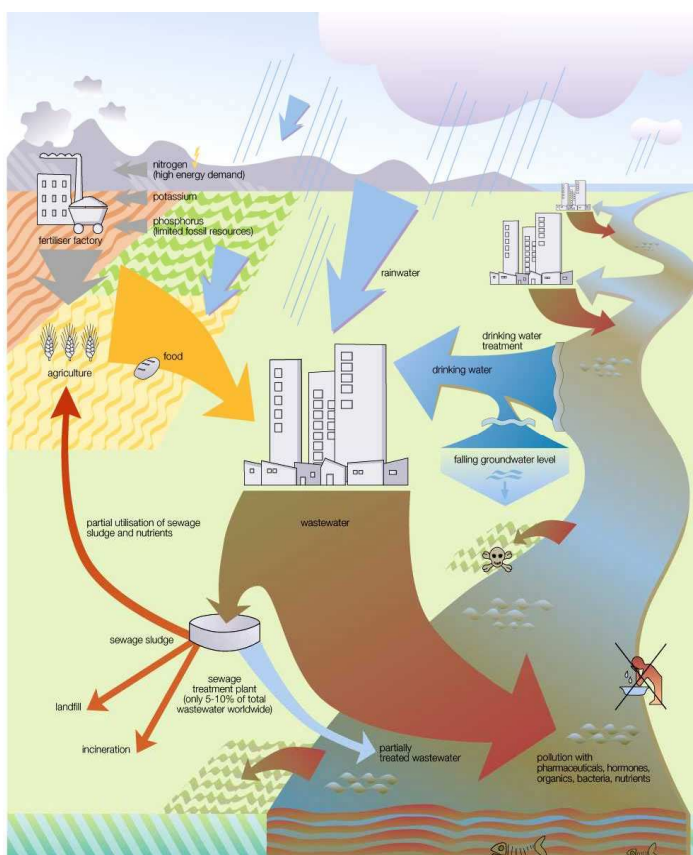 nitrogen
(high energy demand)
potassium
phosphorus
(limited fossil resources)
fertiliser factory
rainwater
drinking water
treatment
drinking water
food
agriculture
falling groundwater level
wastewater
partial utilisation of sewage
sludge and nutrients
sewage sludge
sewage
treatment plant
(only 5-10% of total
wastewater worldwide)
landfill
incineration
partially
treated wastewater
pollution with
pharmaceuticals, hormones,
organics, bacteria, nutrients